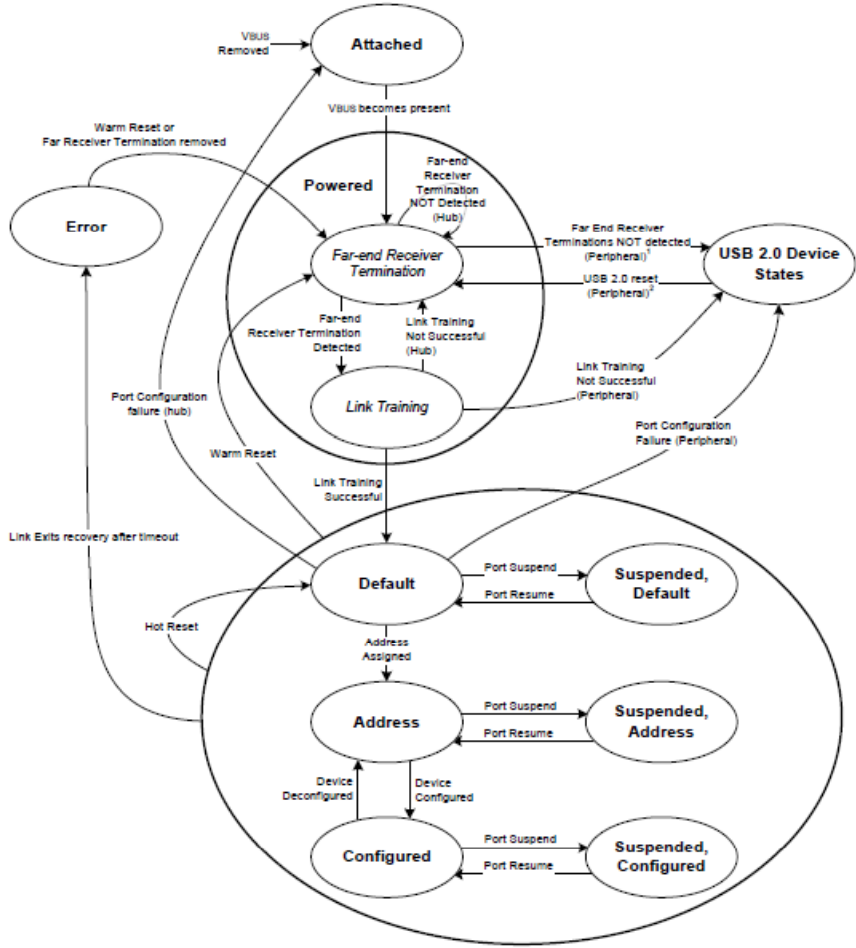 VBUS
Removed
Attached
VBUS becomes present
Warm Reset or
Far Receiver Termination removed
Error
Powered
Far-end
Receiver
Termination
NOT Detected
(Hub)
Far-end Receiver
Termination
Far End Receiver
Terminations NOT detected
(Peripheral)1
USB 2.0 reset
(Peripheral)2
USB 2.0 Device
States
Far-end
Receiver Termination
Detected
Link Training
Not Successful
(Hub)
Link Training
Link Training
Not Successful
(Peripheral)
Port Configuration
failure (hub)
Warm Reset
Port Configuration
Failure (Peripheral)
Link Training
Successful
Link Exits recovery after timeout
Default
Port Suspend
Port Resume
Suspended,
Default
Hot Reset
Address
Assigned
Address
Port Suspend
Port Resume
Suspended,
Address
Device
Deconfigured
Device
Configured
Configured
Port Suspend
Port Resume
Suspended,
Configured